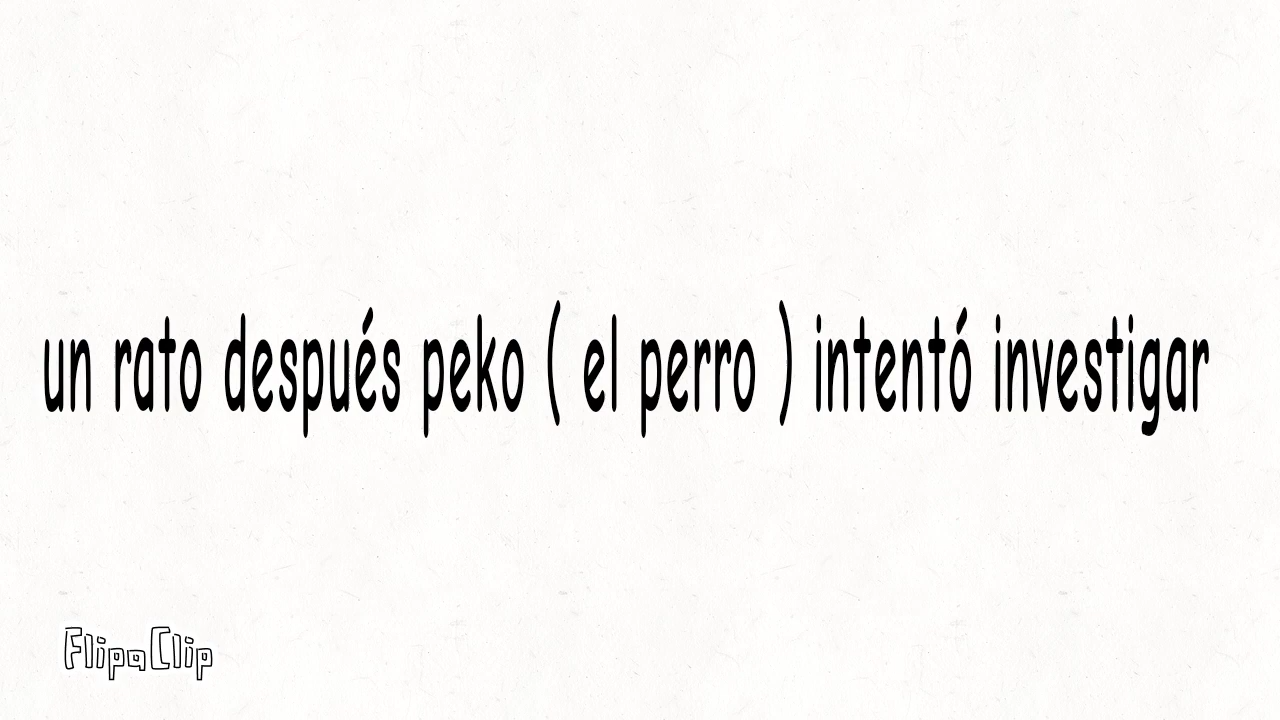 un rato después peko ( el perro ) intentó investigar
FlipaClip